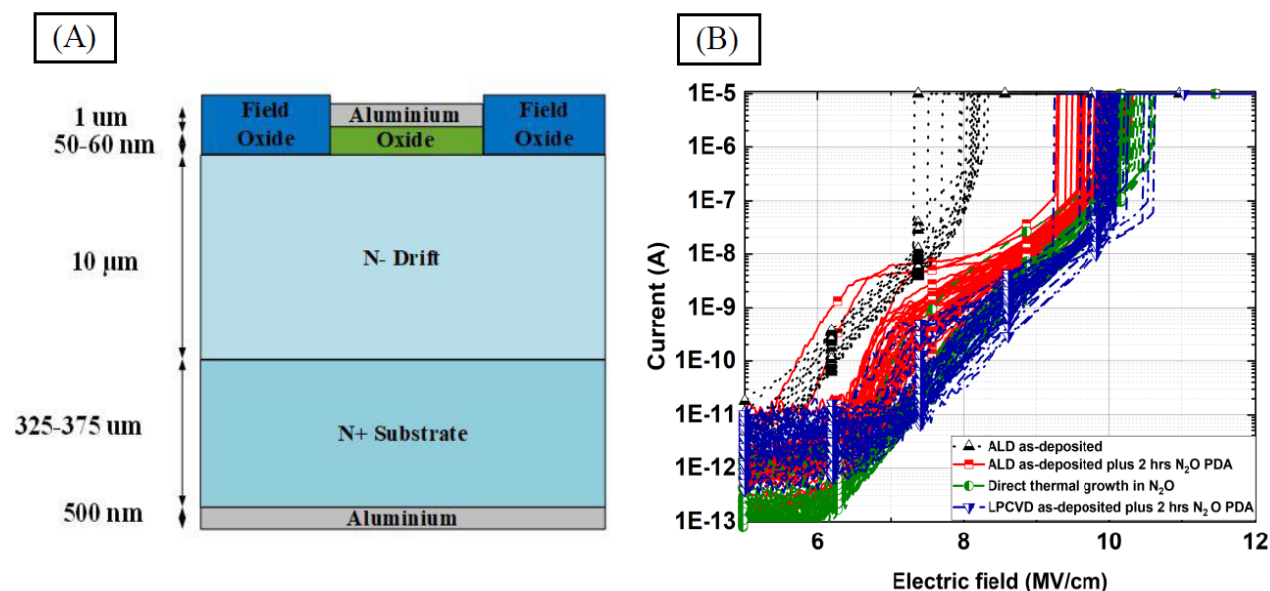 (A)
Field
Oxide
Aluminium
Oxide
Field
Oxide
1 um
50-60 nm
10 μm
N- Drift
325-375 um
N+ Substrate
500 nm
Aluminium
(B)
1E-5
1E-6
1E-7
1E-8
1E-9
1E-10
1E-11
1E-12
1E-13
Current (A)
ALD as-deposited
ALD as-deposited plus 2 hrs N₂O PDA
Direct thermal growth in N₂O
LPCVD as-deposited plus 2 hrs N₂O PDA
6 8 10 12
Electric field (MV/cm)